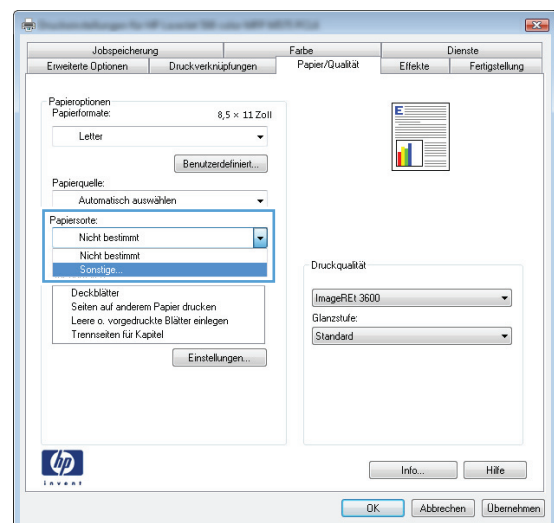 Jobspeicherung
Farbe
Dienste
Erweiterte Optionen
Druckverknüpfungen
Papier/Qualität
Effekte
Fertigstellung
Papieroptionen
Papierformate:
8,5 × 11 Zoll
Letter
Benutzerdefiniert...
Papierquelle:
Automatisch auswählen
Papiersorte:
Nicht bestimmt
Nicht bestimmt
Sonstige...
Deckblätter
Seiten auf anderem Papier drucken
Leere o. vorgedruckte Blätter einlegen
Trennseiten für Kapitel
Einstellungen...
E
Druckqualität
ImageREt 3600
Glanzstufe:
Standard
hp
invent
Info...
Hilfe
OK
Abbrechen
Übernehmen